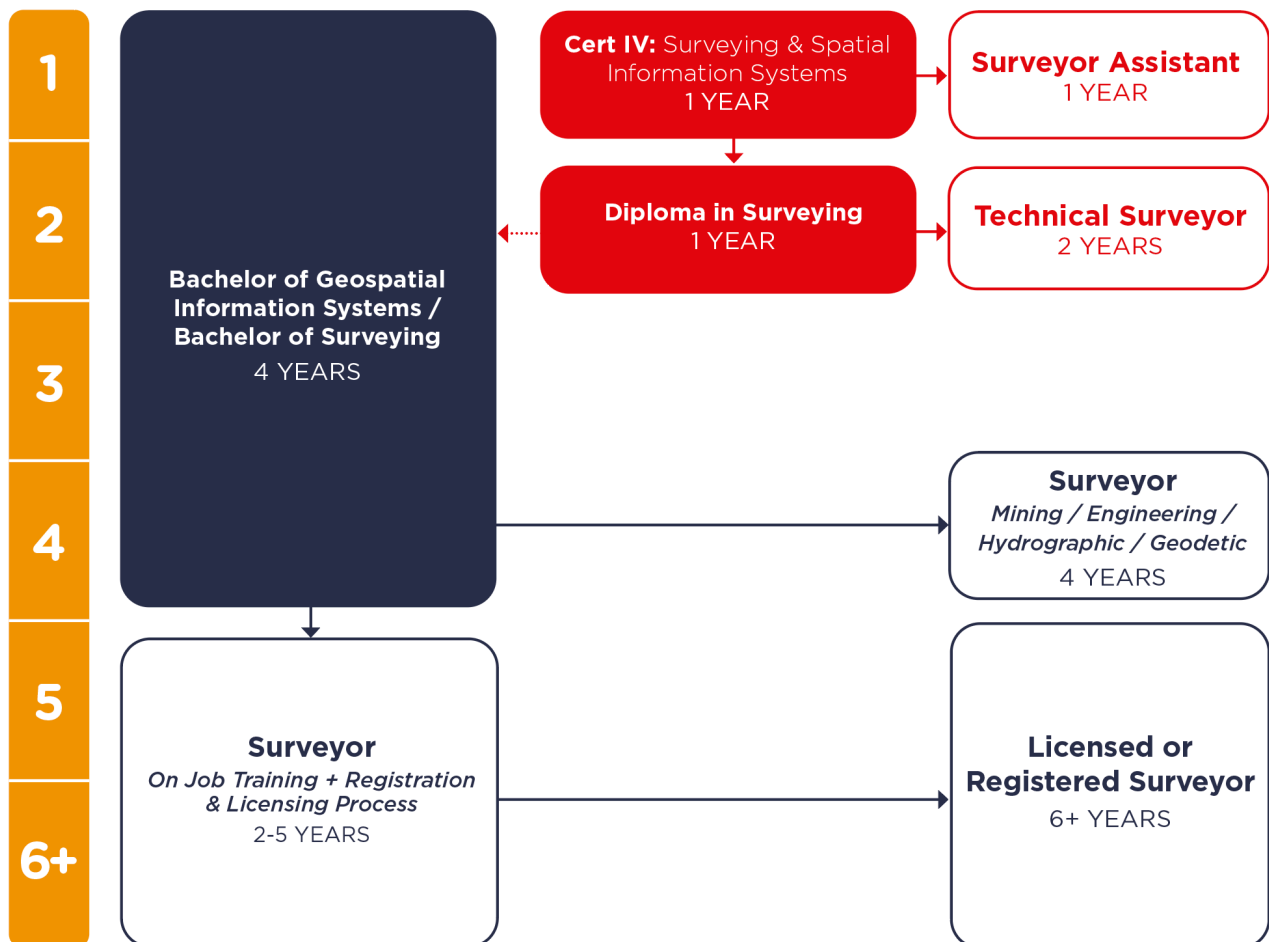 1
2
3
4
5
6+
Bachelor of Geospatial
Information Systems /
Bachelor of Surveying
4 YEARS
Cert IV: Surveying & Spatial
Information Systems
1 YEAR
Surveyor Assistant
1 YEAR
Diploma in Surveying
1 YEAR
Technical Surveyor
2 YEARS
Surveyor
Mining / Engineering /
Hydrographic / Geodetic
4 YEARS
Surveyor
On Job Training + Registration
& Licensing Process
2-5 YEARS
Licensed or
Registered Surveyor
6+ YEARS